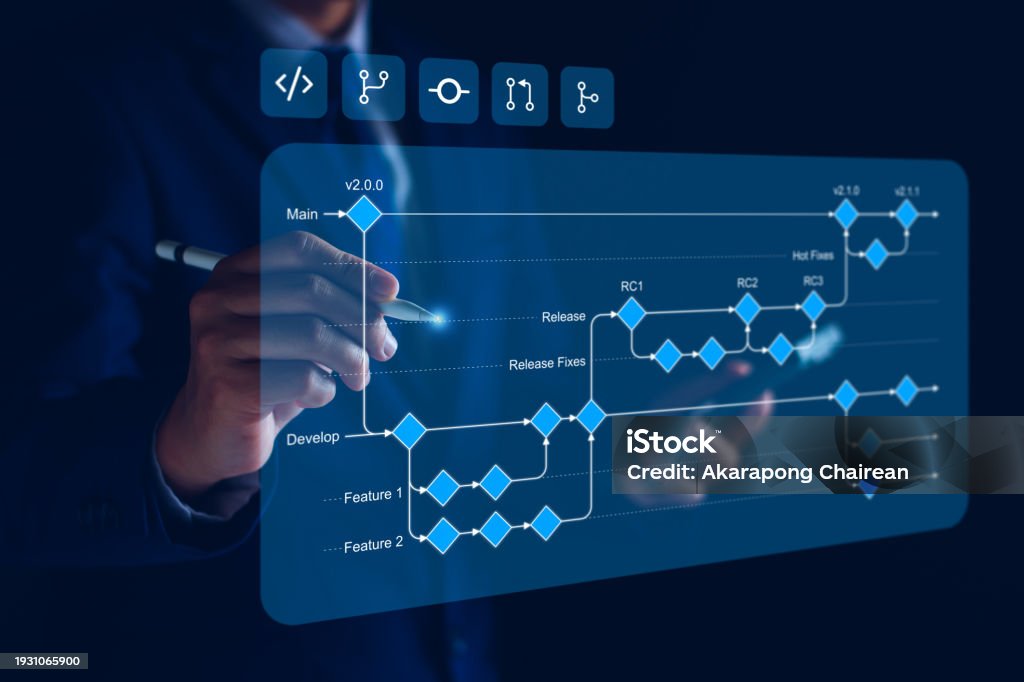 </>
v2.0.0
v2.1.0
v2.1.1
Main
Hot Fixes
RC1
RC2
RC3
Release
Release Fixes
Develop
Feature 1
Feature 2
iStock™
Credit: Akarapong Chairean
1931065900